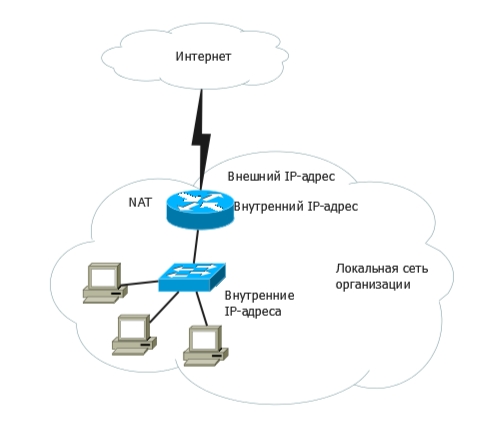 Интернет
Внешний IP-адрес
NAT
Внутренний IP-адрес
Локальная сеть
организации
Внутренние
IP-адреса